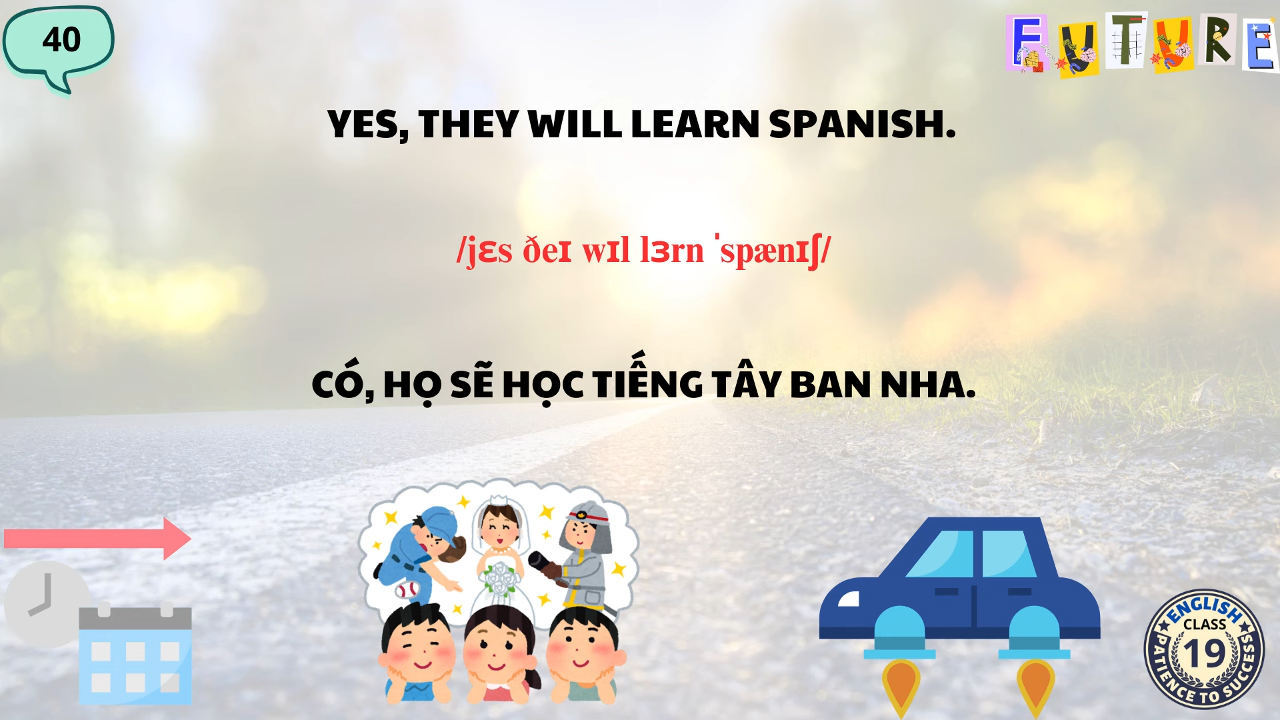 40
FUTURE
YES, THEY WILL LEARN SPANISH.
/jɛs ðeɪ wɪl lɜrn ˈspænɪʃ/
CÓ, HỌ SẼ HỌC TIẾNG TÂY BAN NHA.
ENGLISH
CLASS
19
PATIENCE TO SUCCESS